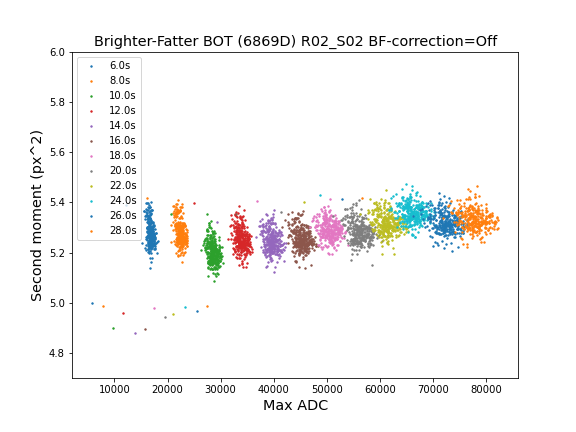 Brighter-Fatter BOT (6869D) R02_S02 BF-correction=Off
6.0s
8.0s
10.0s
12.0s
14.0s
16.0s
18.0s
20.0s
22.0s
24.0s
26.0s
28.0s
Second moment (px^2)
6.0
5.8
5.6
5.4
5.2
5.0
4.8
10000 20000 30000 40000 50000 60000 70000 80000
Max ADC